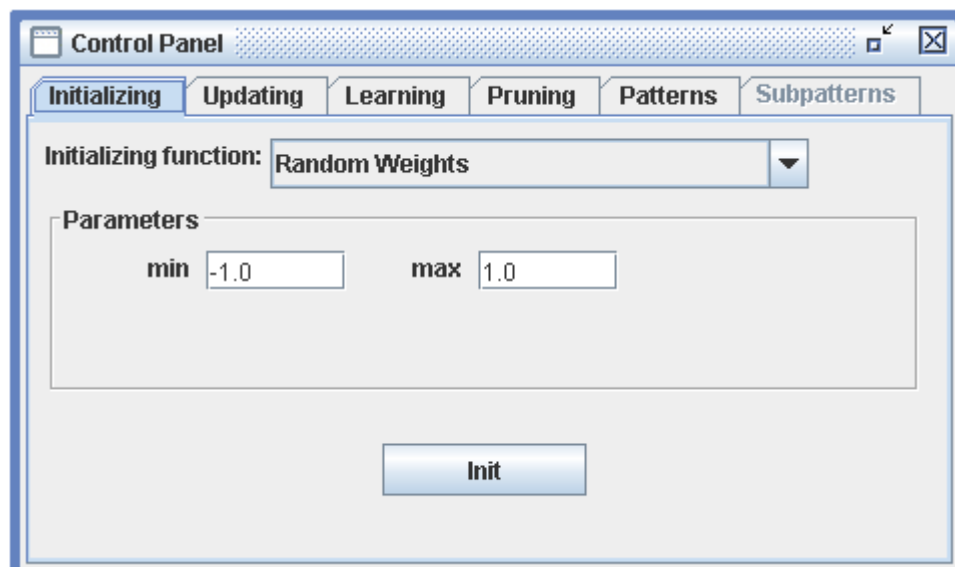 Control Panel
Initializing Updating Learning Pruning Patterns Subpatterns
Initializing function: Random Weights
Parameters
min -1.0 max 1.0
Init